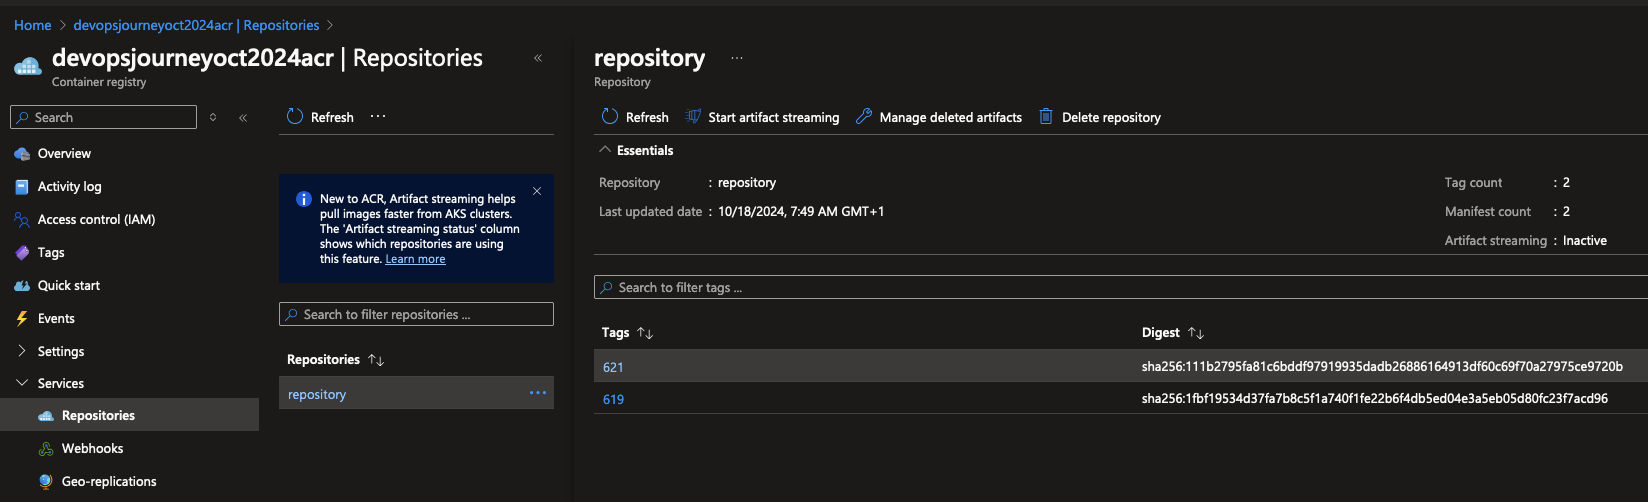 Home > devopsjourneyoct2024acr | Repositories >
devopsjourneyoct2024acr | Repositories
Container registry
«
Search
«
Overview
Activity log
Access control (IAM)
Tags
Quick start
Events
Settings
Services
Repositories
Webhooks
Geo-replications
Refresh ...
New to ACR, Artifact streaming helps
pull images faster from AKS clusters.
The 'Artifact streaming status' column
shows which repositories are using
this feature. Learn more
Search to filter repositories ...
Repositories ↑↓
repository ...
repository ...
Repository
Refresh Start artifact streaming Manage deleted artifacts Delete repository
Essentials
Repository : repository
Last updated date : 10/18/2024, 7:49 AM GMT+1
Tag count : 2
Manifest count : 2
Artifact streaming : Inactive
Search to filter tags ...
Tags ↑↓ Digest ↑↓
621 sha256:111b2795fa81c6bddf97919935dadb26886164913df60c69f70a27975ce9720b
619 sha256:1fbf19534d37fa7b8c5f1a740f1fe22b6f4db5ed04e3a5eb05d80fc23f7acd96